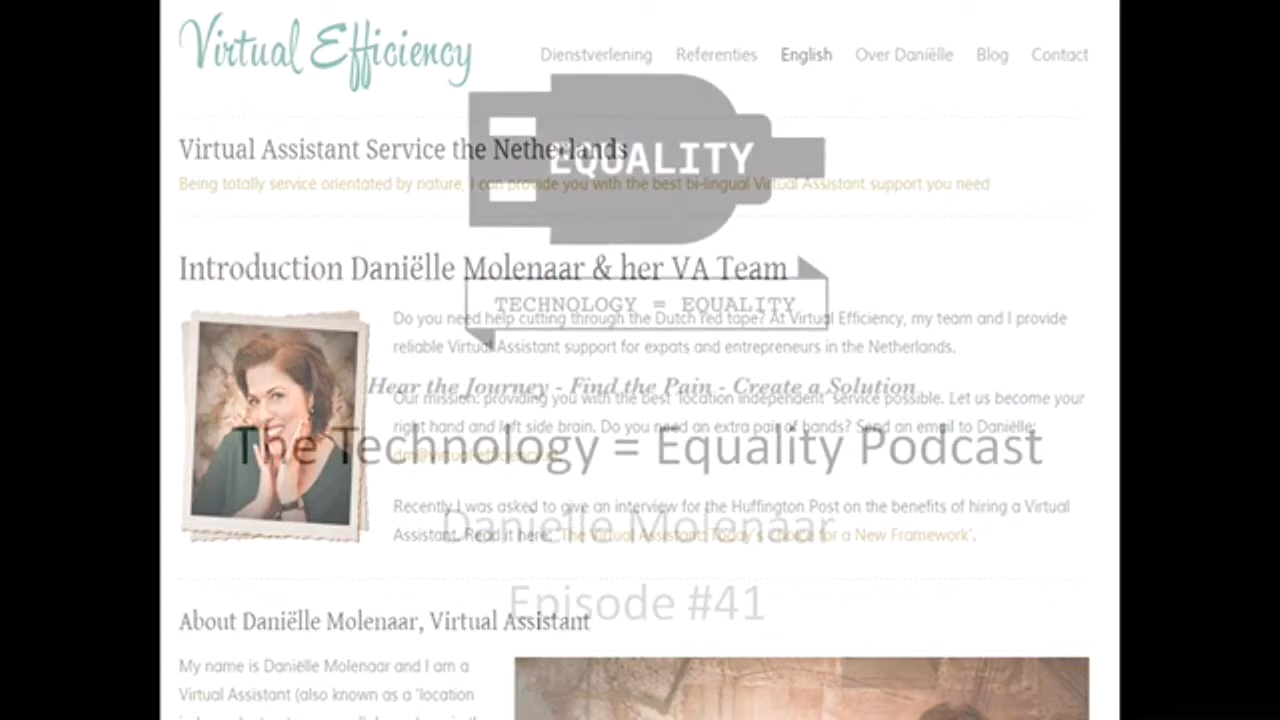 Virtual Efficiency
Dienstverlening Referenties English Over Daniëlle Blog Contact
EQUALITY
Virtual Assistant Service the Netherlands
Being totally service orientated by nature, I can provide you with the best bi-lingual Virtual Assistant support you need
Introduction Daniëlle Molenaar & her VA Team
TECHNOLOGY = EQUALITY
Do you need help cutting through the Dutch red tape? At Virtual Efficiency, my team and I provide
reliable Virtual Assistant support for expats and entrepreneurs in the Netherlands.
Hear the Journey - Find the Pain - Create a Solution
Our mission: providing you with the best 'location independent' service possible. Let us become your
right hand and left side brain. Do you need an extra pair of hands? Send an email to Daniëlle:
The Technology = Equality Podcast
Recently I was asked to give an interview for the Huffington Post on the benefits of hiring a Virtual
Danielle Molenaar
Assistant. Read it here: 'The Virtual Assistant: Today's Choice for a New Framework'.
Episode #41
About Daniëlle Molenaar, Virtual Assistant
My name is Daniëlle Molenaar and I am a
Virtual Assistant (also known as a 'location